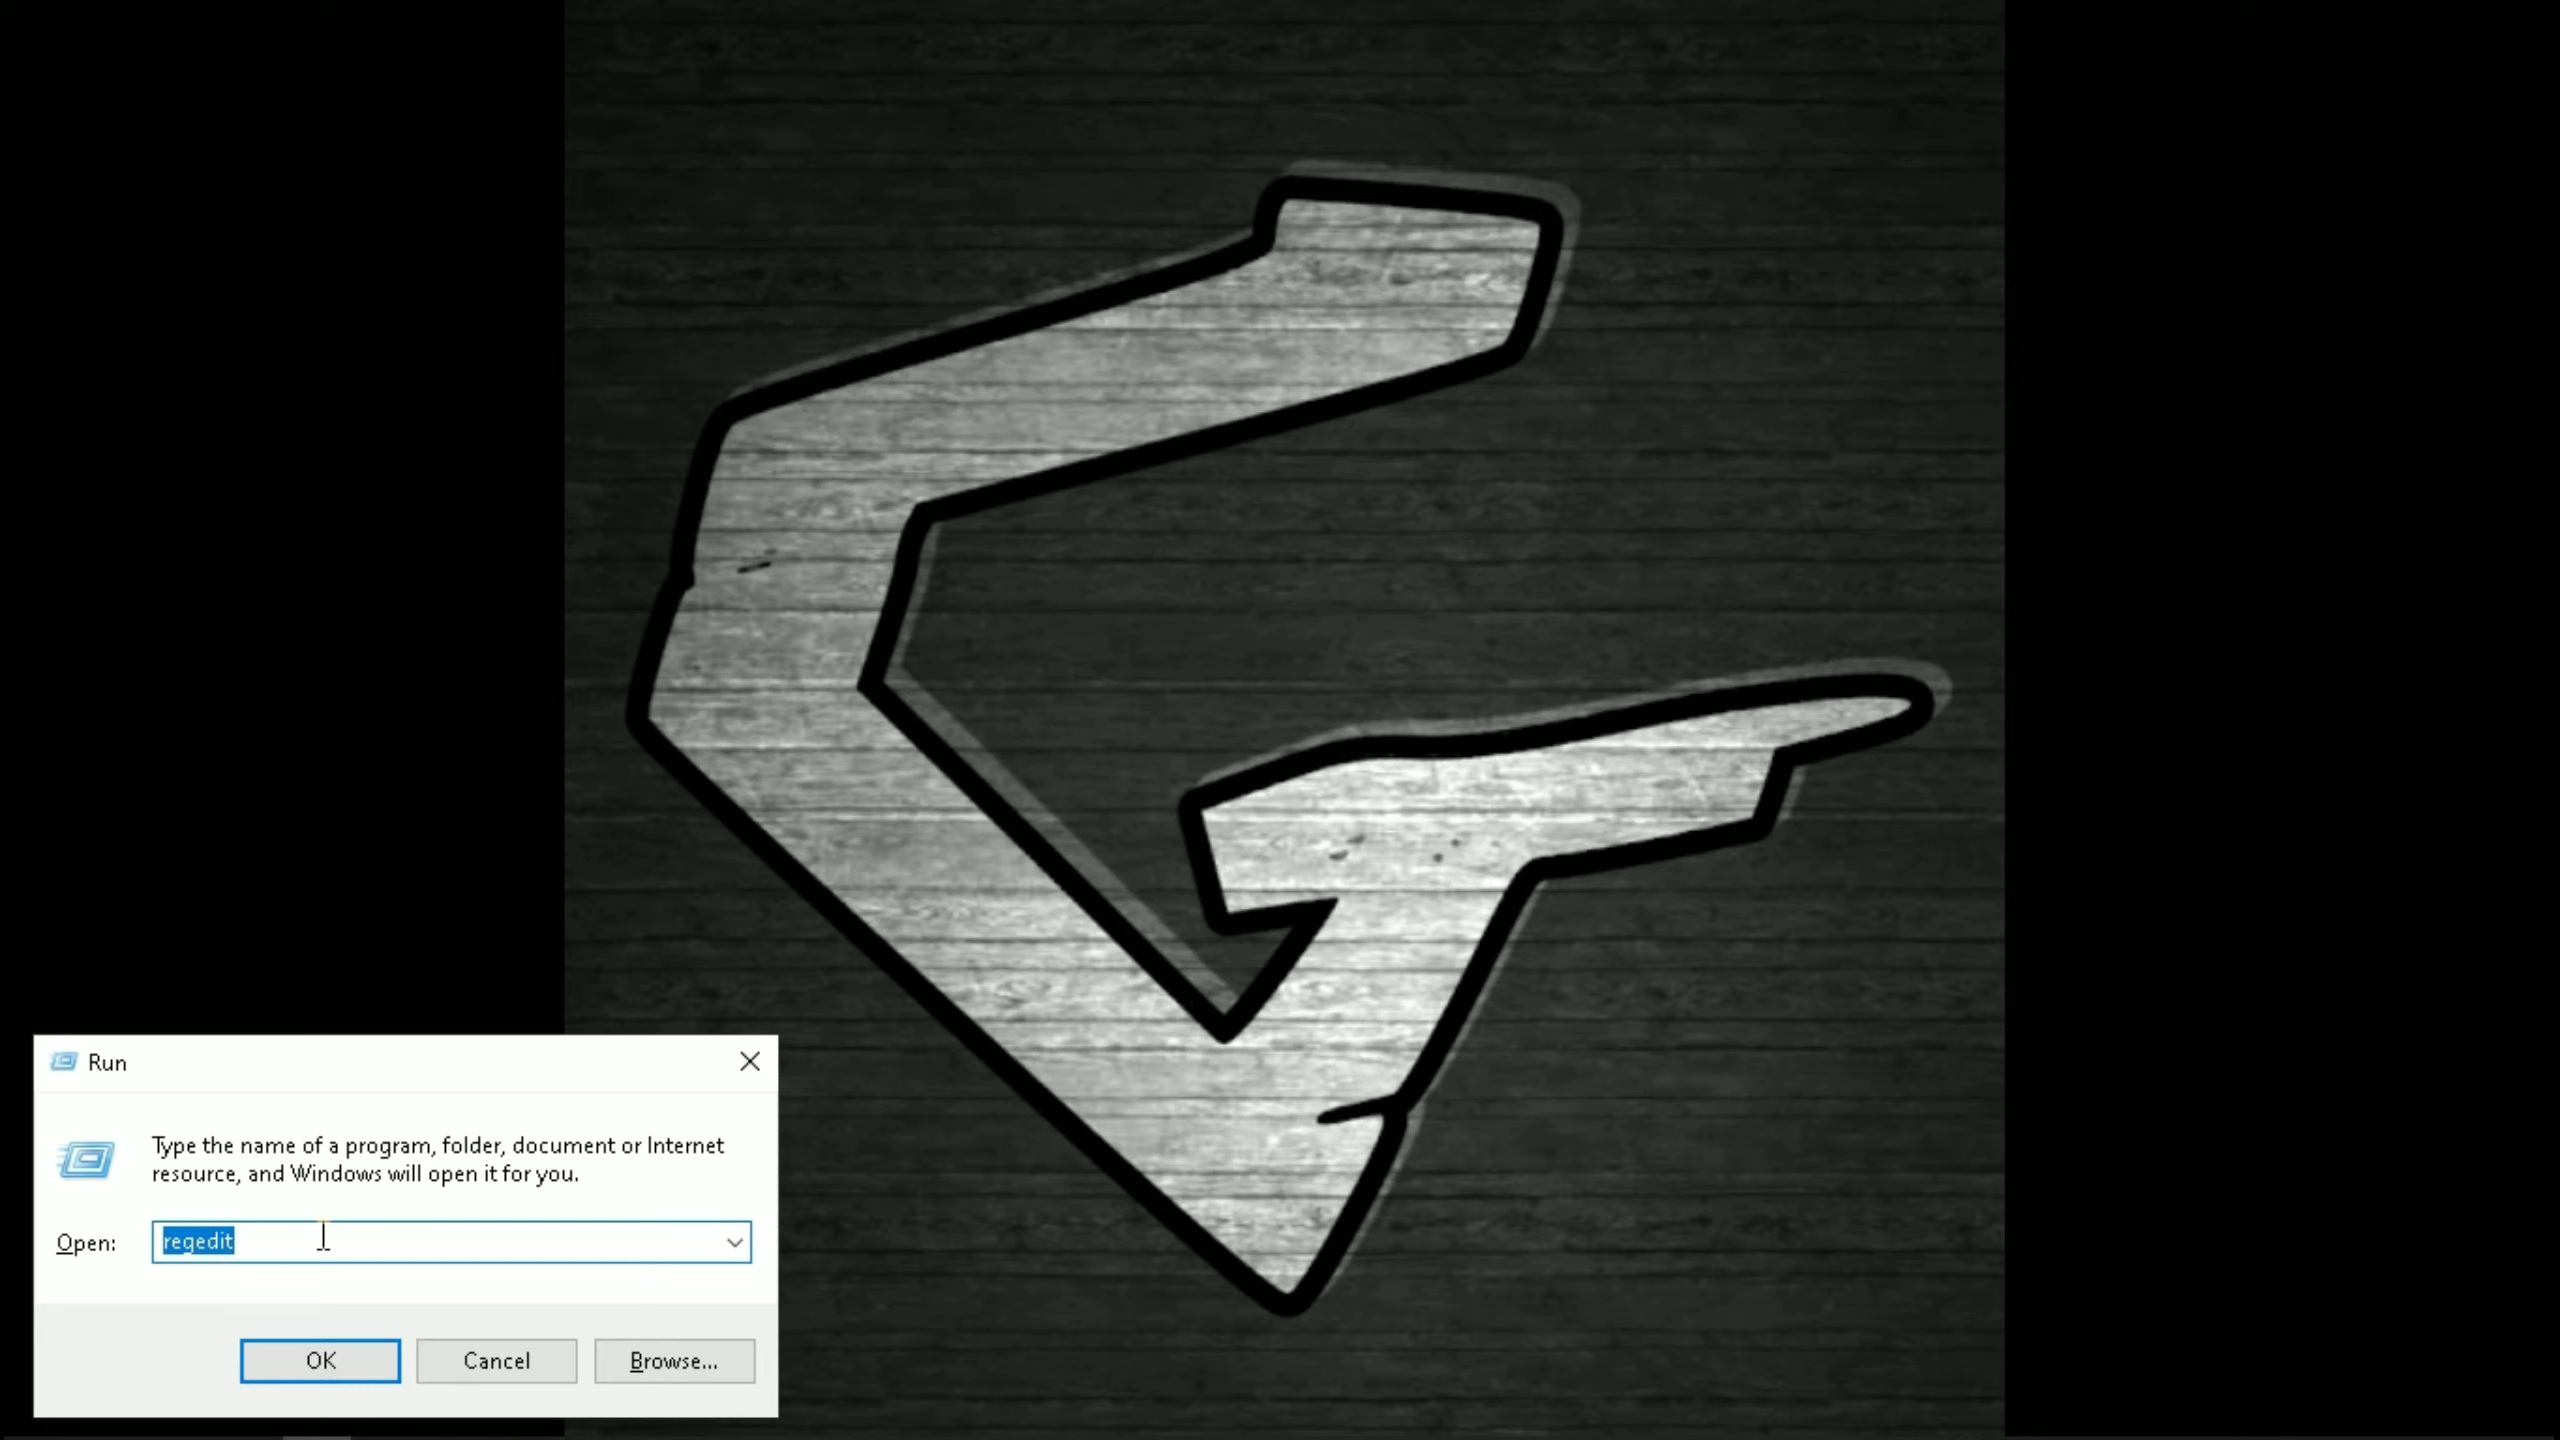 Run
Type the name of a program, folder, document or Internet
resource, and Windows will open it for you.
Open: regedit
OK Cancel Browse...